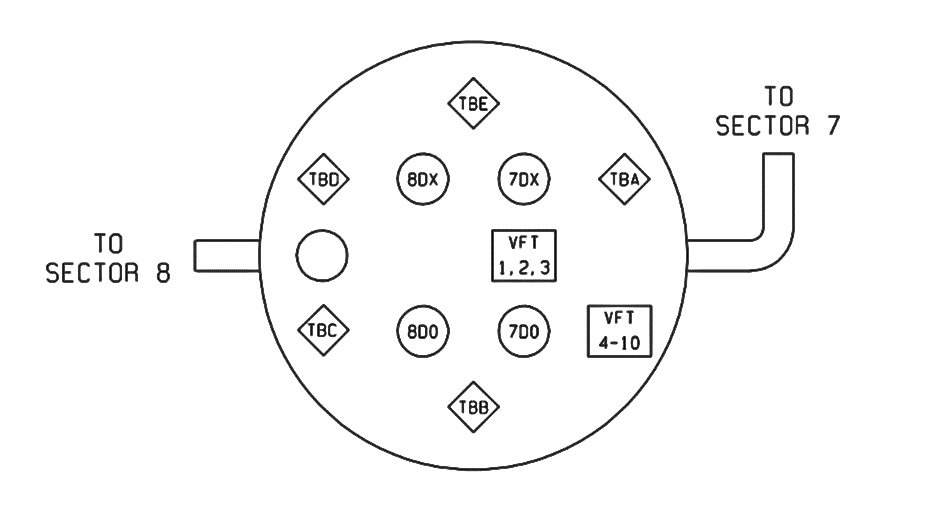 TBE
TO
SECTOR 7
TBD
8DX
7DX
TBA
TO
SECTOR 8
VFT
1,2,3
TBC
8DO
7DO
VFT
4-10
TBB